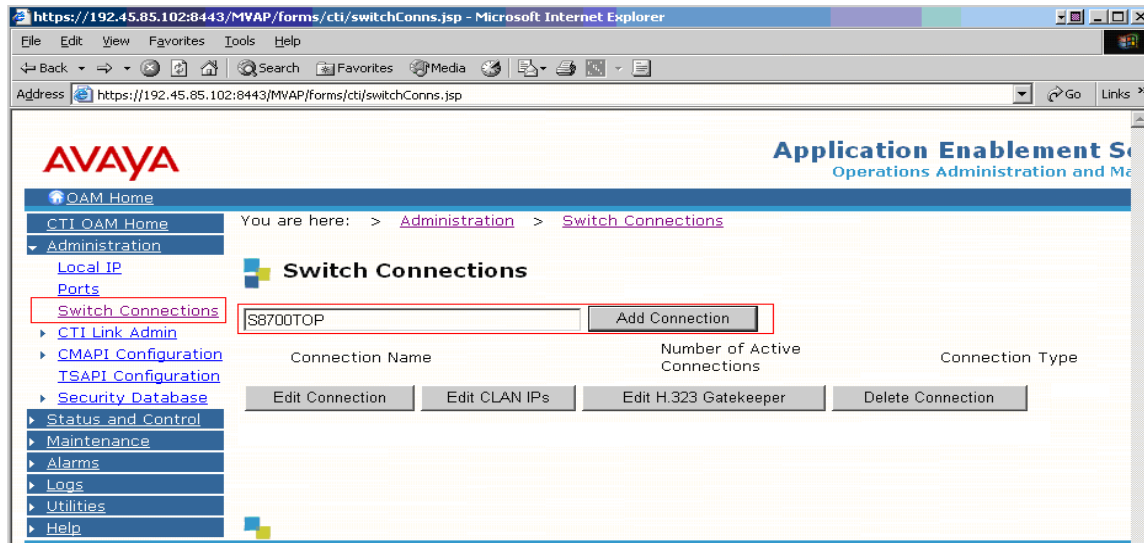 https://192.45.85.102:8443/MVAP/forms/cti/switchConns.jsp - Microsoft Internet Explorer
File Edit View Favorites Tools Help
Back Search Favorites Media
Address https://192.45.85.102:8443/MVAP/forms/cti/switchConns.jsp Go Links »
AVAYA
Application Enablement
Operations Administration and
OAM Home
CTI OAM Home
You are here: > Administration > Switch Connections
Administration
Local IP
Ports
Switch Connections
CTI Link Admin
CMAPI Configuration
TSAPI Configuration
Security Database
Status and Control
Maintenance
Alarms
Logs
Utilities
Help
Switch Connections
S8700TOP Add Connection
Connection Name Number of Active Connections Connection Type
Edit Connection Edit CLAN IPs Edit H.323 Gatekeeper Delete Connection